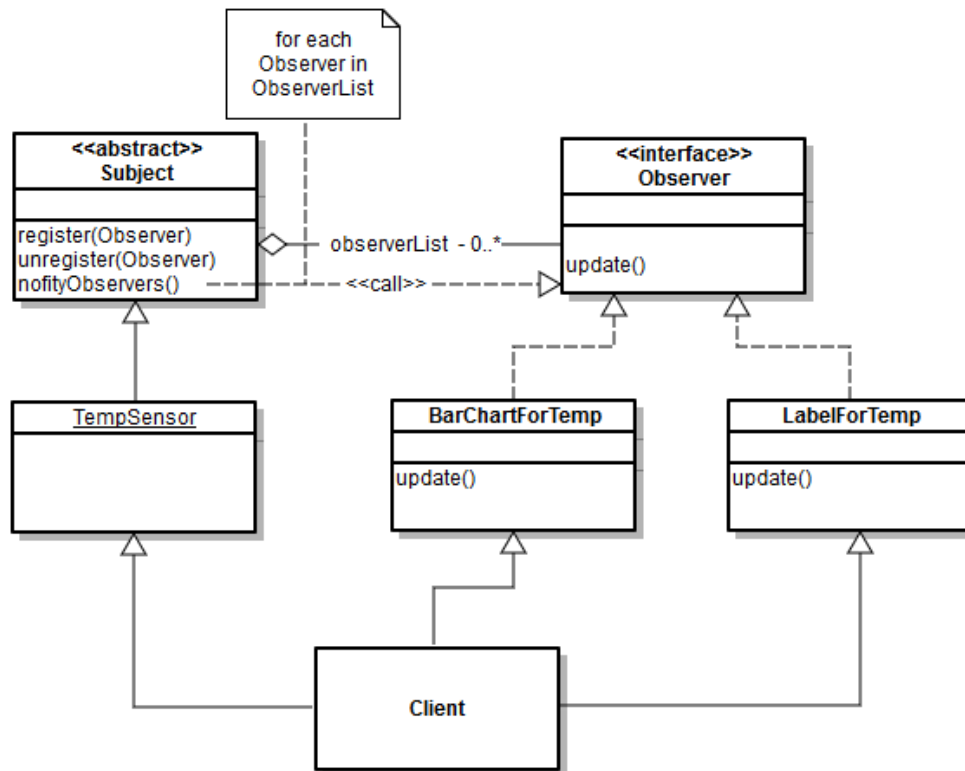 for each
Observer in
ObserverList
<<abstract>>
Subject
register(Observer)
unregister(Observer)
nofityObservers()
observerList - 0..*
<<call>>
<<interface>>
Observer
update()
TempSensor
BarChartForTemp
update()
LabelForTemp
update()
Client